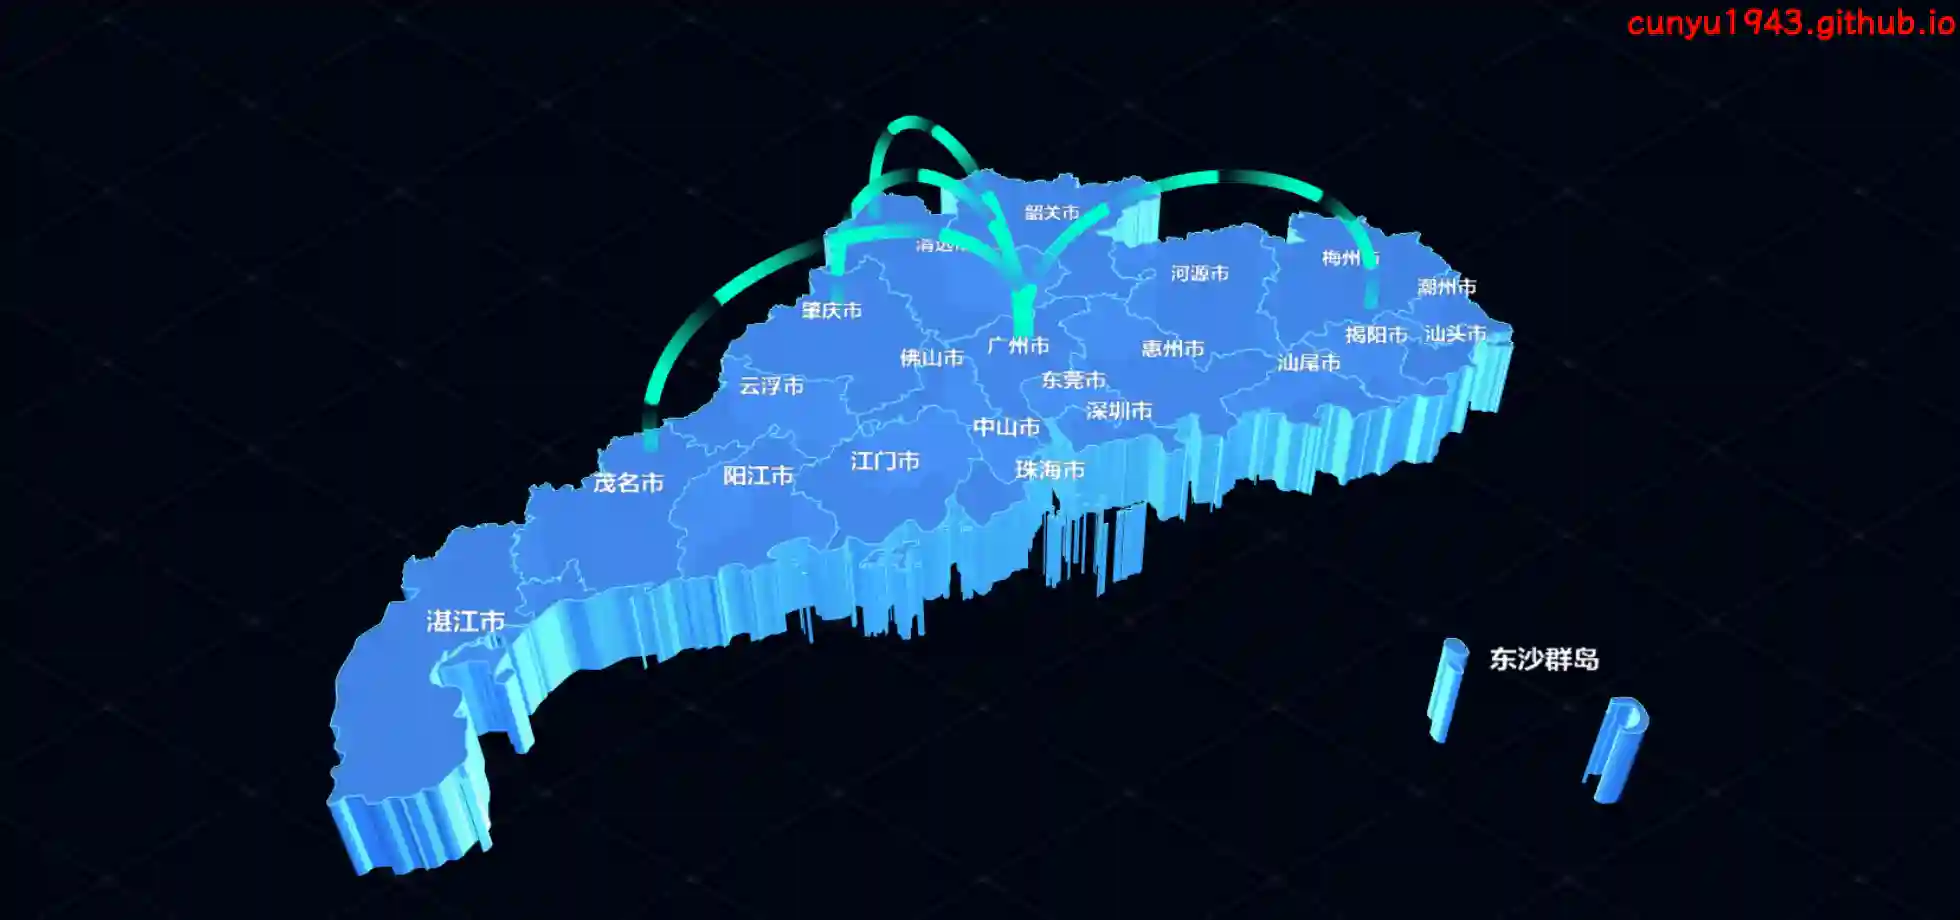 cunyu1943.github.io
韶关市
清远
梅州市
河源市
潮州市
肇庆市
揭阳市
汕头市
广州市
惠州市
佛山市
汕尾市
东莞市
云浮市
深圳市
中山市
江门市
珠海市
阳江市
茂名市
湛江市
东沙群岛